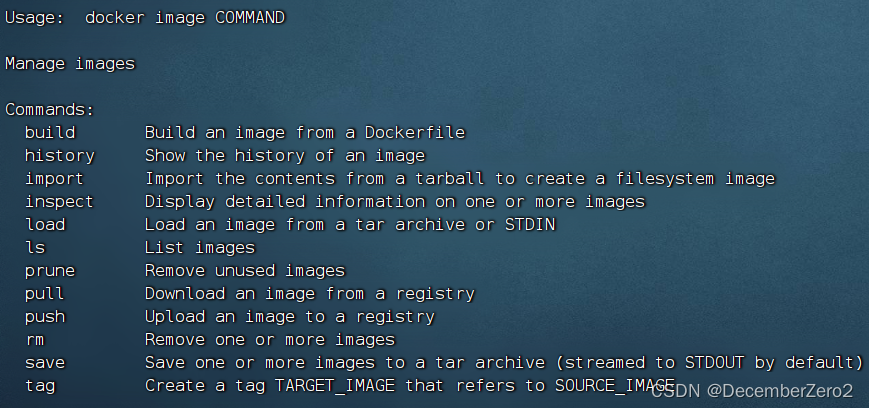 Usage:  docker image COMMAND
Manage images
Commands:
  build       Build an image from a Dockerfile
  history     Show the history of an image
  import      Import the contents from a tarball to create a filesystem image
  inspect     Display detailed information on one or more images
  load        Load an image from a tar archive or STDIN
  ls          List images
  prune       Remove unused images
  pull        Download an image from a registry
  push        Upload an image to a registry
  rm          Remove one or more images
  save        Save one or more images to a tar archive (streamed to STDOUT by default)
  tag         Create a tag TARGET_IMAGE that refers to SOURCE_IMAGE
CSDN @DecemberZero2